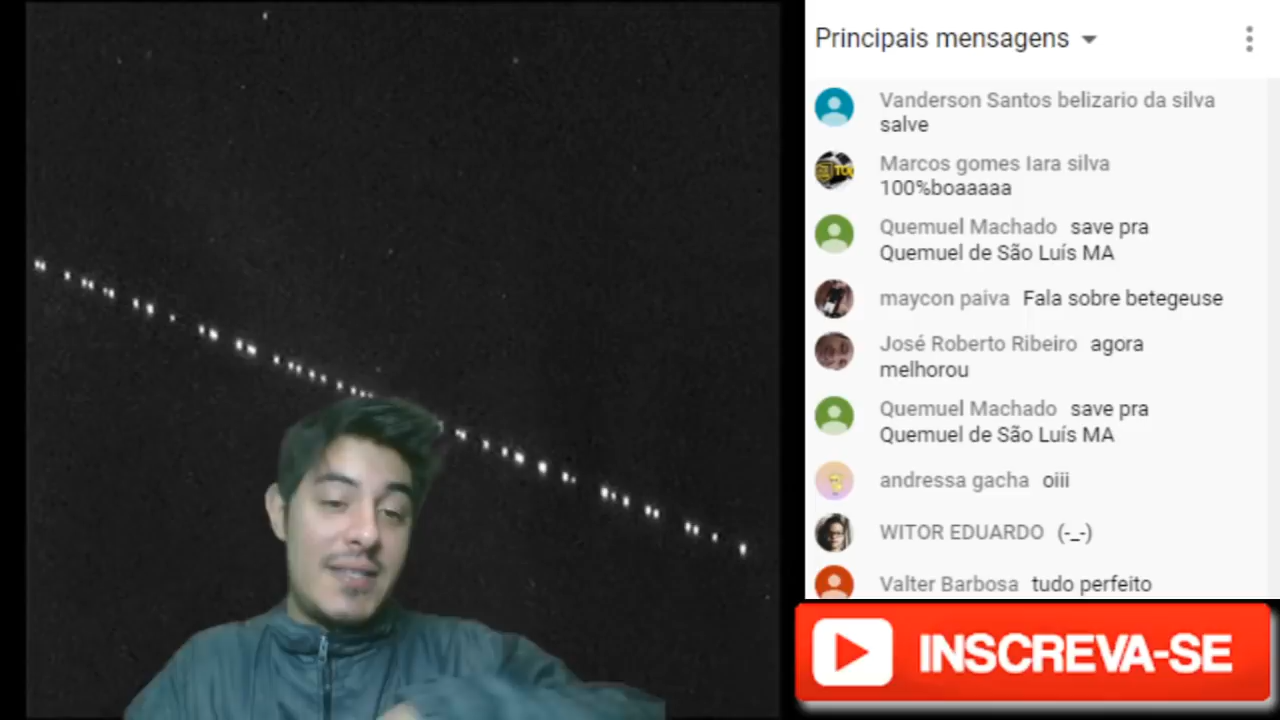 Principais mensagens
Vanderson Santos belizario da silva
salve
Marcos gomes Iara silva
100%boaaaaa
Quemuel Machado save pra
Quemuel de São Luís MA
maycon paiva Fala sobre betegeuse
José Roberto Ribeiro agora
melhorou
Quemuel Machado save pra
Quemuel de São Luís MA
andressa gacha oiii
WITOR EDUARDO (-_-)
Valter Barbosa tudo perfeito
INSCREVA-SE